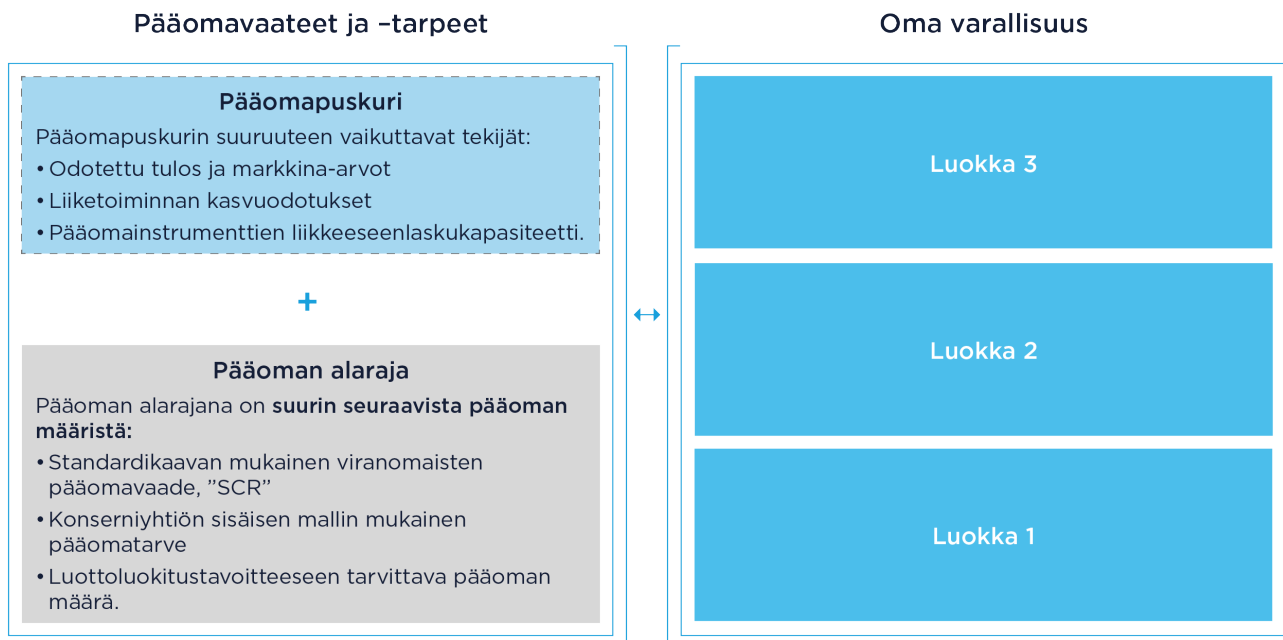 Pääomavaateet ja –tarpeet
Pääomapuskuri
Pääomapuskurin suuruuteen vaikuttavat tekijät:
• Odotettu tulos ja markkina-arvot
• Liiketoiminnan kasvuodotukset
• Pääomainstrumenttien liikkeeseenlaskukapasiteetti.
+
Pääoman alaraja
Pääoman alarajana on suurin seuraavista pääoman
määristä:
• Standardikaavan mukainen viranomaisten
pääomavaade, ”SCR”
• Konserniyhtiön sisäisen mallin mukainen
pääomatarve
• Luottoluokitustavoitteeseen tarvittava pääoman
määrä.
Oma varallisuus
Luokka 3
Luokka 2
Luokka 1